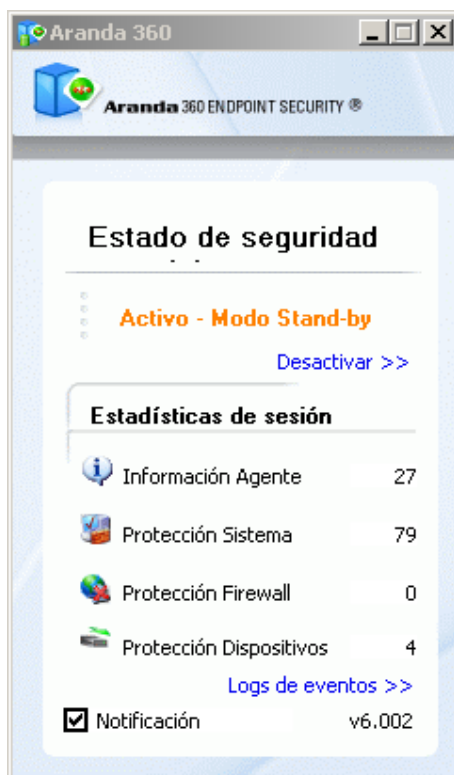 Aranda 360
Aranda 360 ENDPOINT SECURITY ®
Estado de seguridad
Activo - Modo Stand-by
Desactivar >>
Estadísticas de sesión
Información Agente 27
Protección Sistema 79
Protección Firewall 0
Protección Dispositivos 4
Logs de eventos >>
Notificación v6.002